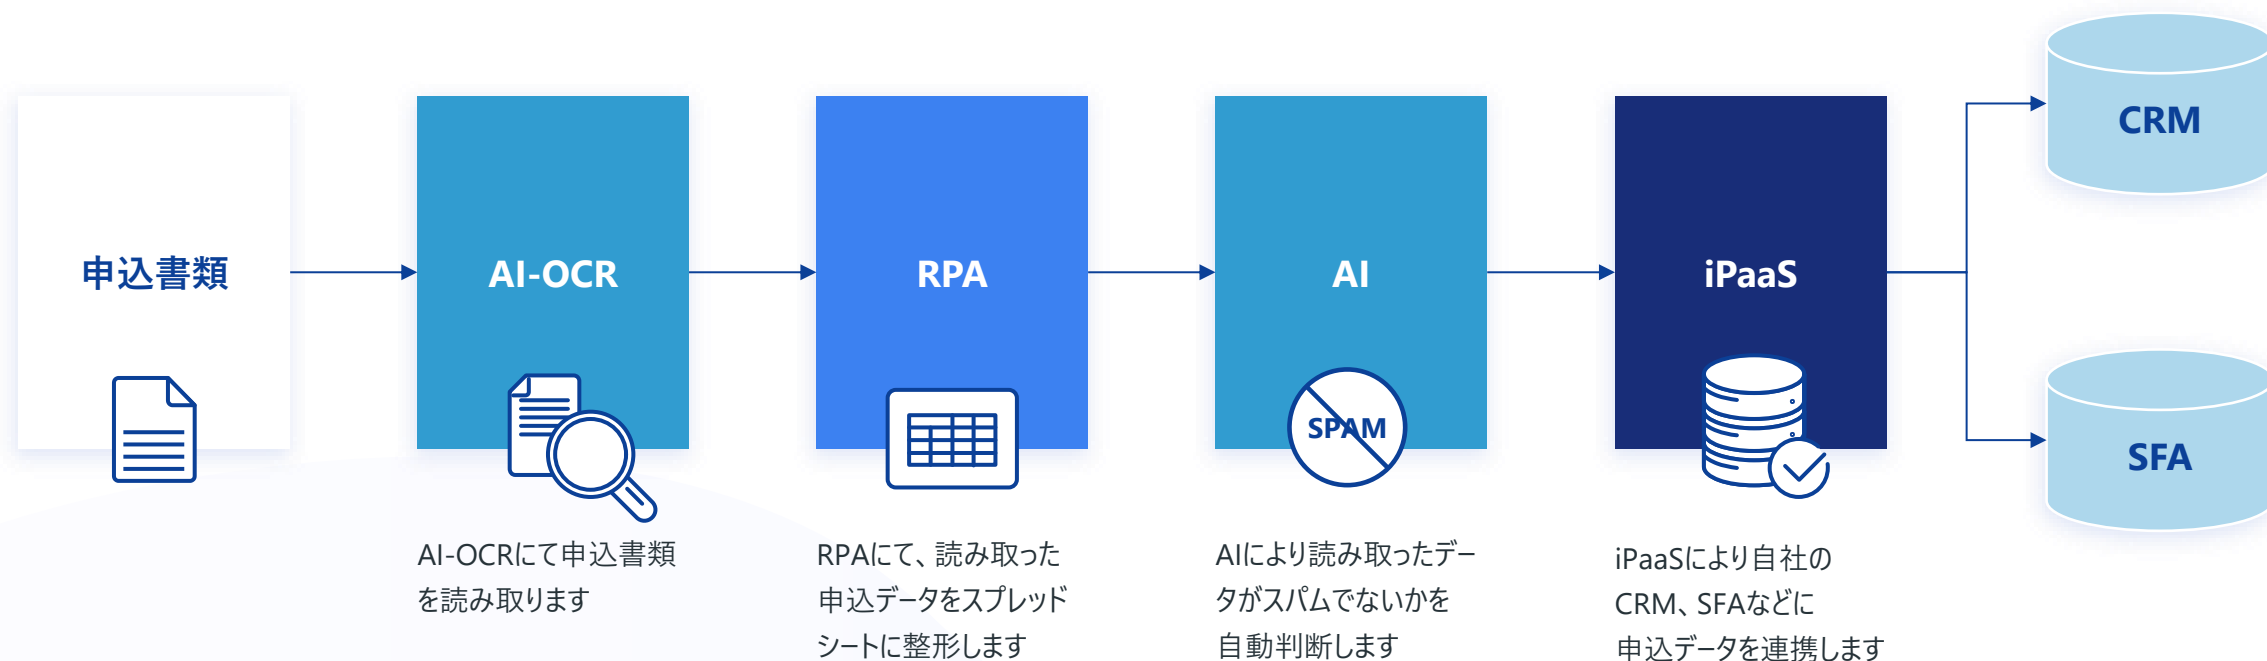 申込書類
AI-OCR
RPA
AI
iPaaS
CRM
SFA
SPAM
AI-OCRにて申込書類
を読み取ります
RPAにて、読み取った
申込データをスプレッド
シートに整形します
AIにより読み取ったデー
タがスパムでないかを
自動判断します
iPaaSにより自社の
CRM、SFAなどに
申込データを連携します